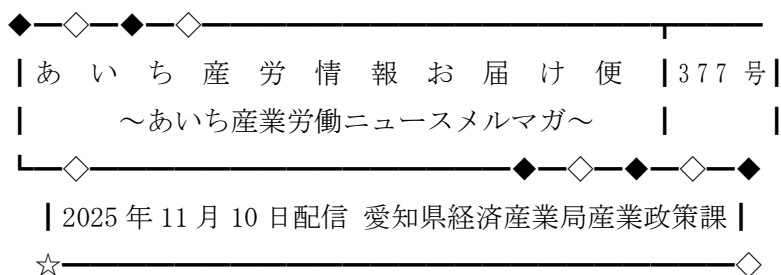 あいち産労情報お届け便 377号
～あいち産業労働ニュースメルマガ～
2025年11月10日配信 愛知県経済産業局産業政策課